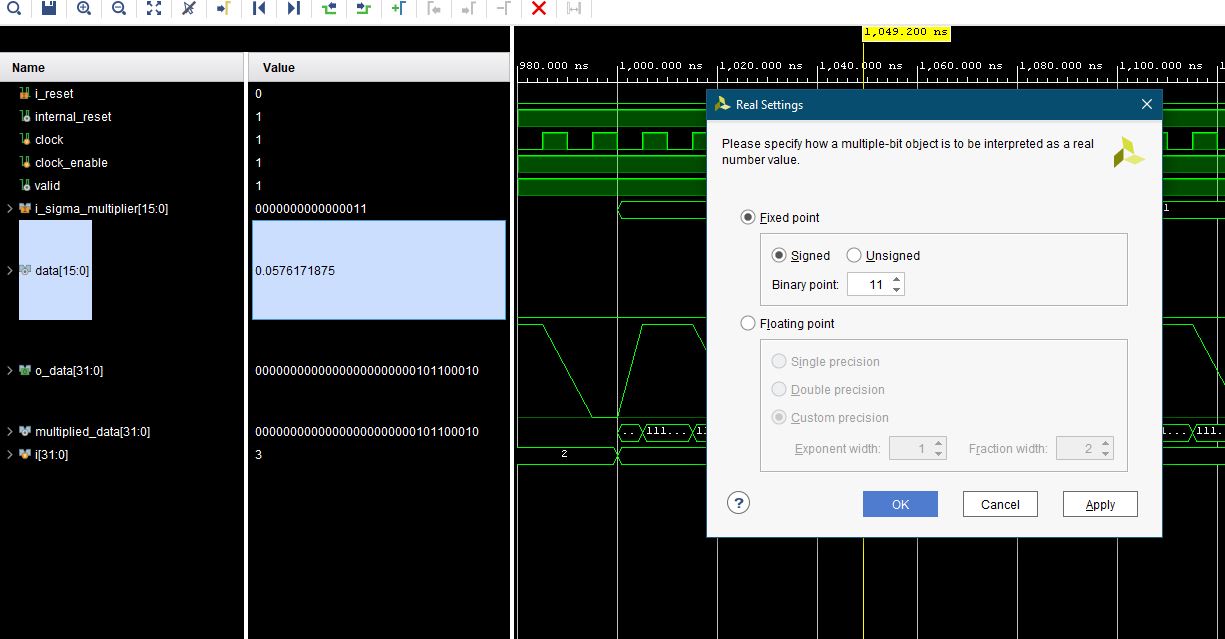 1,049.200 ns
Name Value
980.000 ns 1,000.000 ns 1,020.000 ns 1,040.000 ns 1,060.000 ns 1,080.000 ns 1,100.000 ns
i_reset 0
internal_reset 1
clock 1
clock_enable 1
valid 1
i_sigma_multiplier[15:0] 0000000000000011
data[15:0] 0.0576171875
o_data[31:0] 00000000000000000000000101100010
multiplied_data[31:0] 00000000000000000000000101100010
.. 111...
i[31:0] 3
2
Real Settings
Please specify how a multiple-bit object is to be interpreted as a real
number value.
Fixed point
Signed Unsigned
Binary point: 11
Floating point
Single precision
Double precision
Custom precision
Exponent width: 1 Fraction width: 2
? OK Cancel Apply